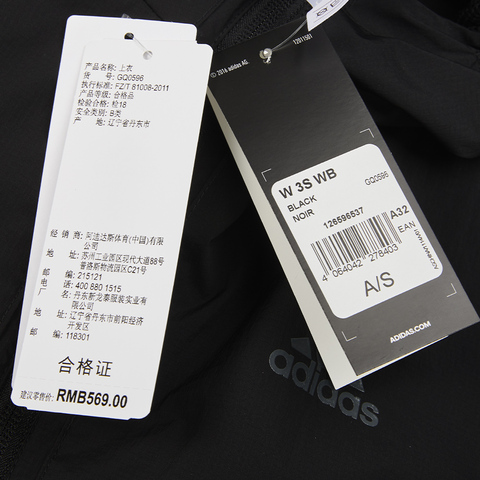 产品名称: 上衣
货 号: GQ0596
执行标准: FZ/T 81008-2011
产品等级: 合格品
检验合格: 检18
安全类别: B类
产 地: 辽宁省丹东市
经 销 商: 阿迪达斯体育(中国)有限
公司
地 址: 苏州工业园区大道88号
普洛斯物流园区C1号
邮 编: 215121
电 话: 400 880 1515
厂 名: 丹东新龙泰服装实业有
限公司
地 址: 辽宁省丹东市前阳经济
开发区
邮 编: 118301
合格证
建议零售价: RMB569.00
12011501
© 2016 adidas AG.
W 3S WB
BLACK
NOIR
GQ0596
126596537
A32
EAN
4 064042 278403
A/S
ADIDAS.COM
adidas